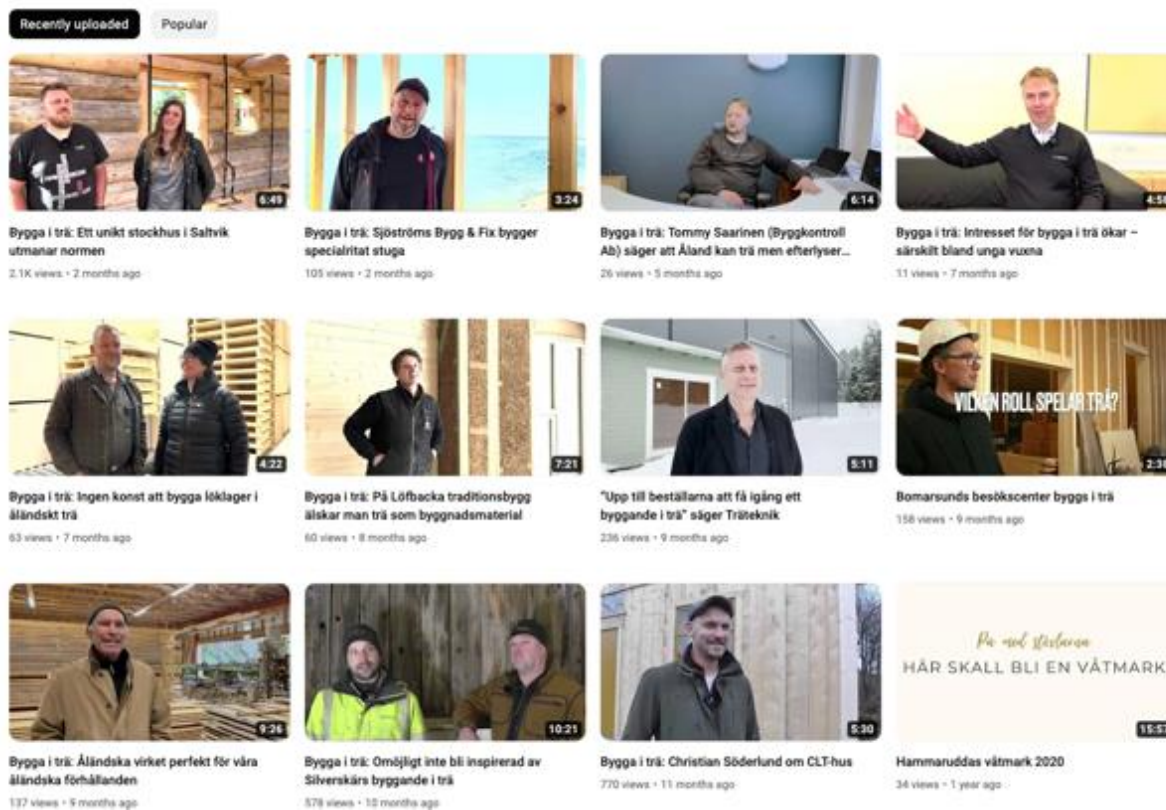 Recently uploaded
Popular
6:49
3:24
6:14
4:58
Bygga i trä: Ett unikt stockhus i Saltvik
utmanar normen
2.1K views • 2 months ago
Bygga i trä: Sjöströms Bygg & Fix bygger
specialritat stuga
105 views • 2 months ago
Bygga i trä: Tommy Saarinen (Byggkontroll
Ab) säger att Åland kan trä men efterlyser...
26 views • 5 months ago
Bygga i trä: Intresset för bygga i trä ökar –
särskilt bland unga vuxna
11 views • 7 months ago
VILKEN ROLL SPELAR TRÄ?
4:22
7:21
5:11
2:38
Bygga i trä: Ingen konst att bygga löklager i
åländskt trä
63 views • 7 months ago
Bygga i trä: På Löfbacka traditionsbygg
älskar man trä som byggnadsmaterial
60 views • 8 months ago
"Upp till beställarna att få igång ett
byggande i trä" säger Träteknik
236 views • 9 months ago
Bomarsunds besökscenter byggs i trä
158 views • 9 months ago
På med stövlarna
HÄR SKALL BLI EN VÅTMARK
9:26
10:21
5:30
15:57
Bygga i trä: Åländska virket perfekt för våra
åländska förhållanden
137 views • 9 months ago
Bygga i trä: Omöjligt inte bli inspirerad av
Silverskärs byggande i trä
578 views • 10 months ago
Bygga i trä: Christian Söderlund om CLT-hus
770 views • 11 months ago
Hammaruddas våtmark 2020
34 views • 1 year ago